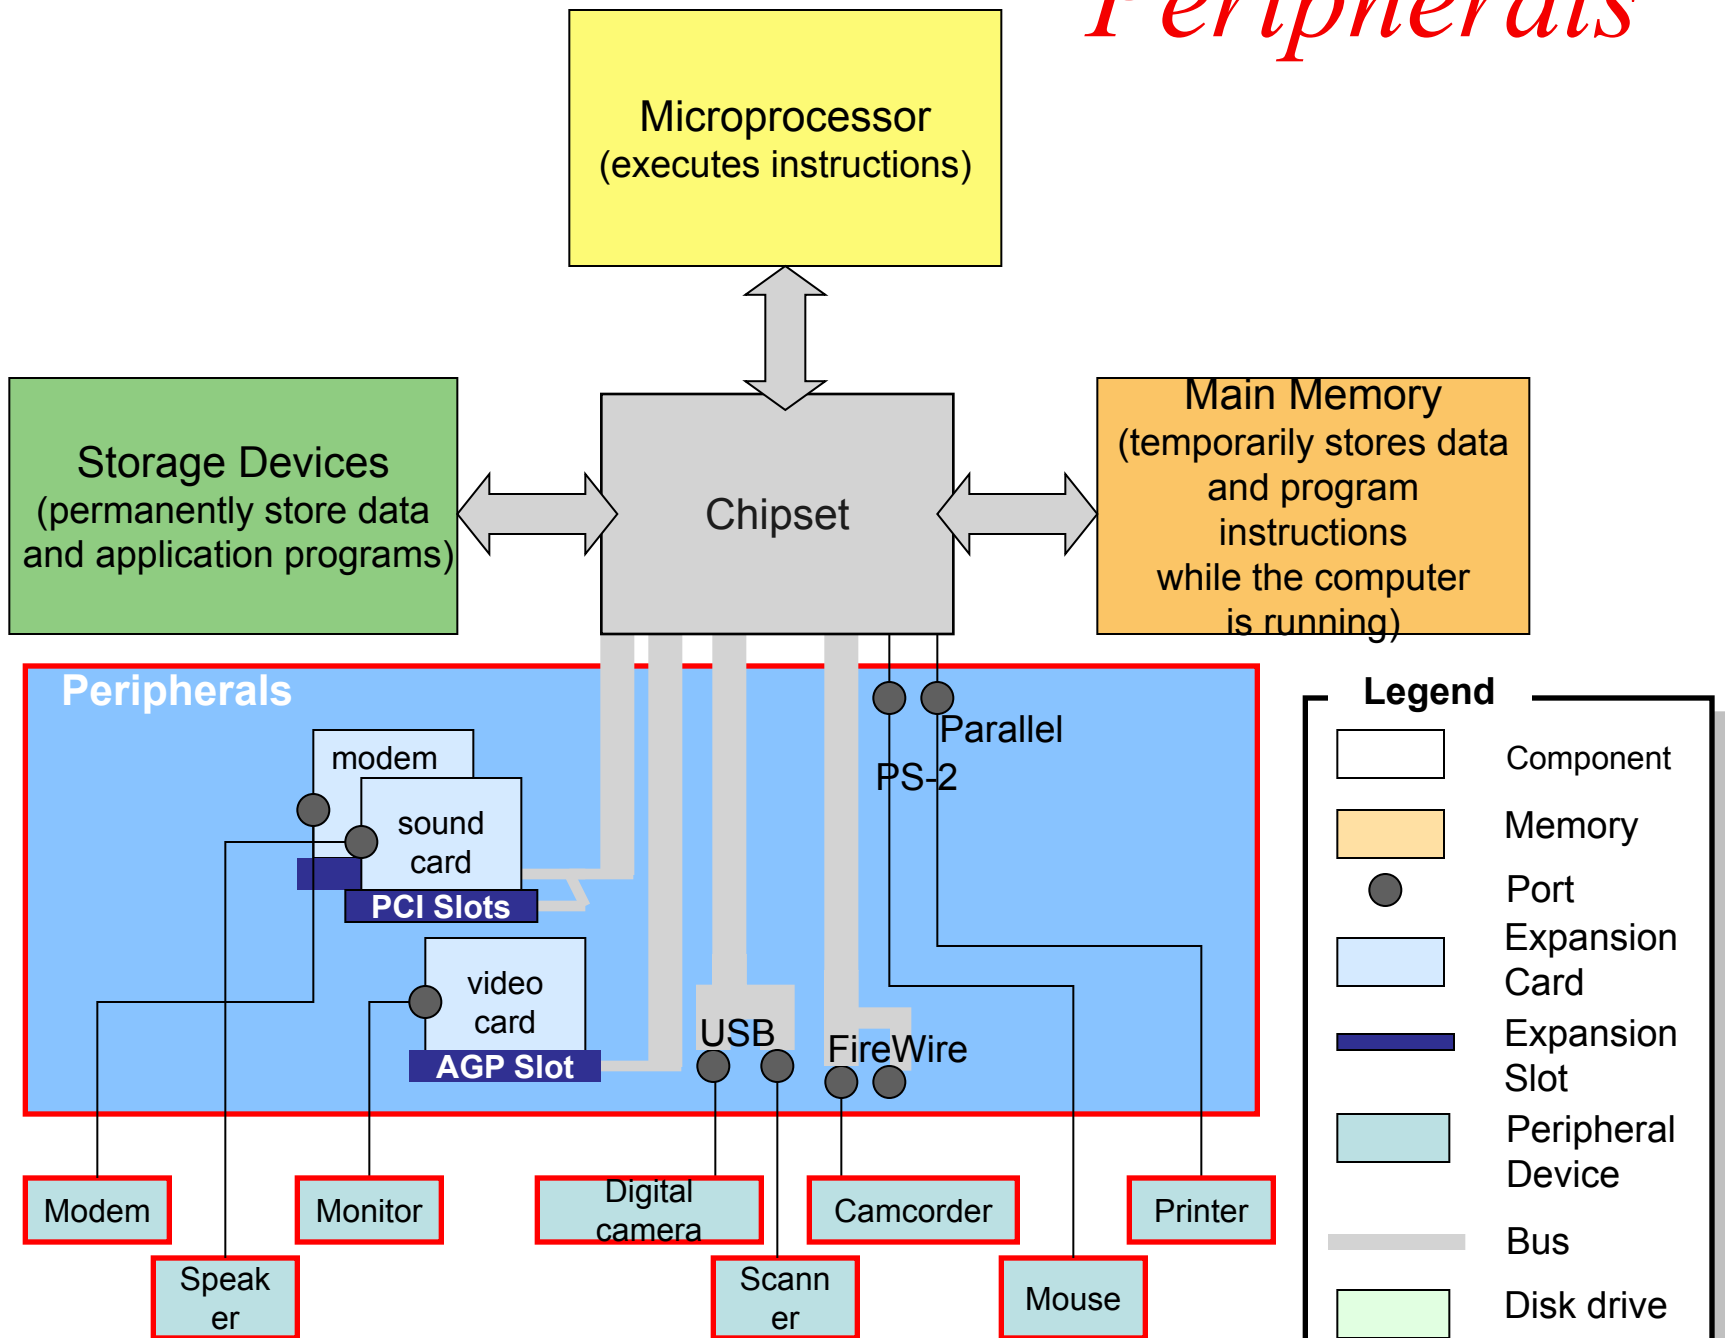 Peripherals
Microprocessor
(executes instructions)
Storage Devices
(permanently store data
and application programs)
Chipset
Main Memory
(temporarily stores data
and program
instructions
while the computer
is running)
Peripherals
modem
sound
card
PCI Slots
video
card
AGP Slot
USB
FireWire
PS-2
Parallel
Modem
Speak
er
Monitor
Digital
camera
Scann
er
Camcorder
Mouse
Printer
Legend
Component
Memory
Port
Expansion
Card
Expansion
Slot
Peripheral
Device
Bus
Disk drive